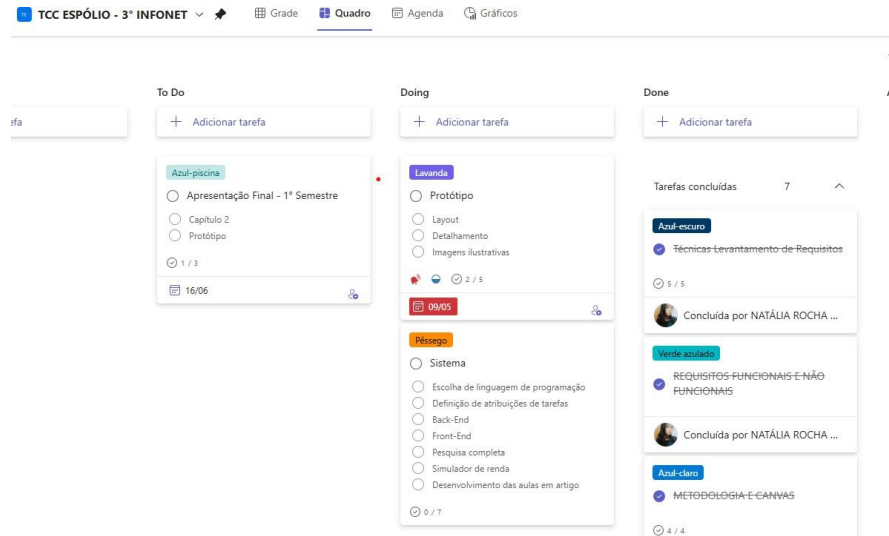 TE TCC ESPÓLIO - 3° INFONET Grade Quadro Agenda Gráficos
efa
To Do
Adicionar tarefa
Azul-piscina
Apresentação Final - 1° Semestre
Capítulo 2
Protótipo
1 / 3
16/06
Doing
Adicionar tarefa
Lavanda
Protótipo
Layout
Detalhamento
Imagens ilustrativas
2 / 5
09/05
Pêssego
Sistema
Escolha de linguagem de programação
Definição de atribuições de tarefas
Back-End
Front-End
Pesquisa completa
Simulador de renda
Desenvolvimento das aulas em artigo
0 / 7
Done
Adicionar tarefa
Tarefas concluídas 7
Azul-escuro
Técnicas Levantamento de Requisitos
5 / 5
Concluída por NATÁLIA ROCHA ...
Verde azulado
REQUISITOS FUNCIONAIS E NÃO
FUNCIONAIS
Concluída por NATÁLIA ROCHA ...
Azul-claro
METODOLOGIA E CANVAS
4 / 4